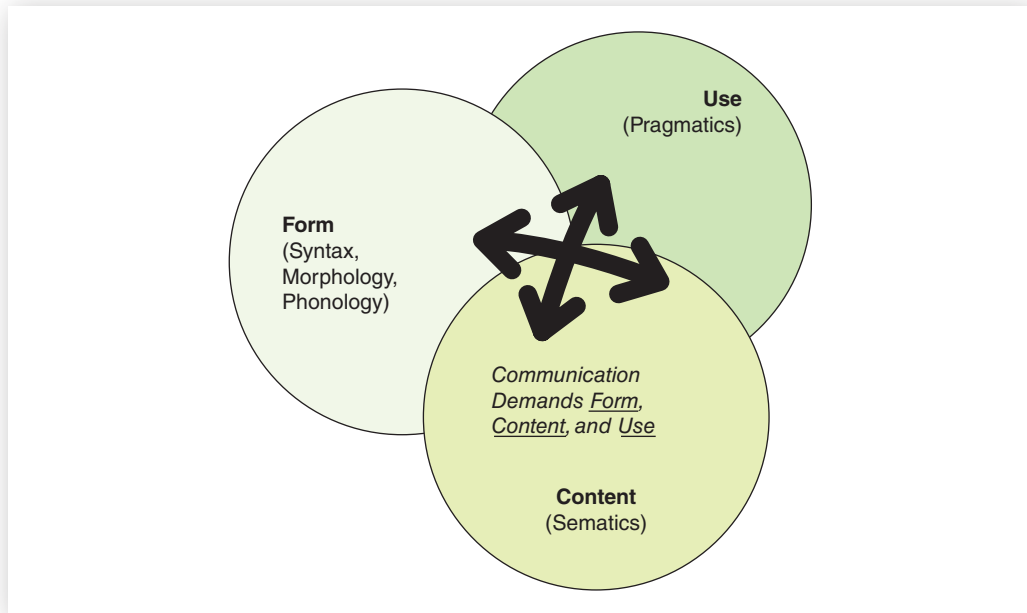 Use
(Pragmatics)
Form
(Syntax,
Morphology,
Phonology)
Communication
Demands Form,
Content, and Use
Content
(Sematics)